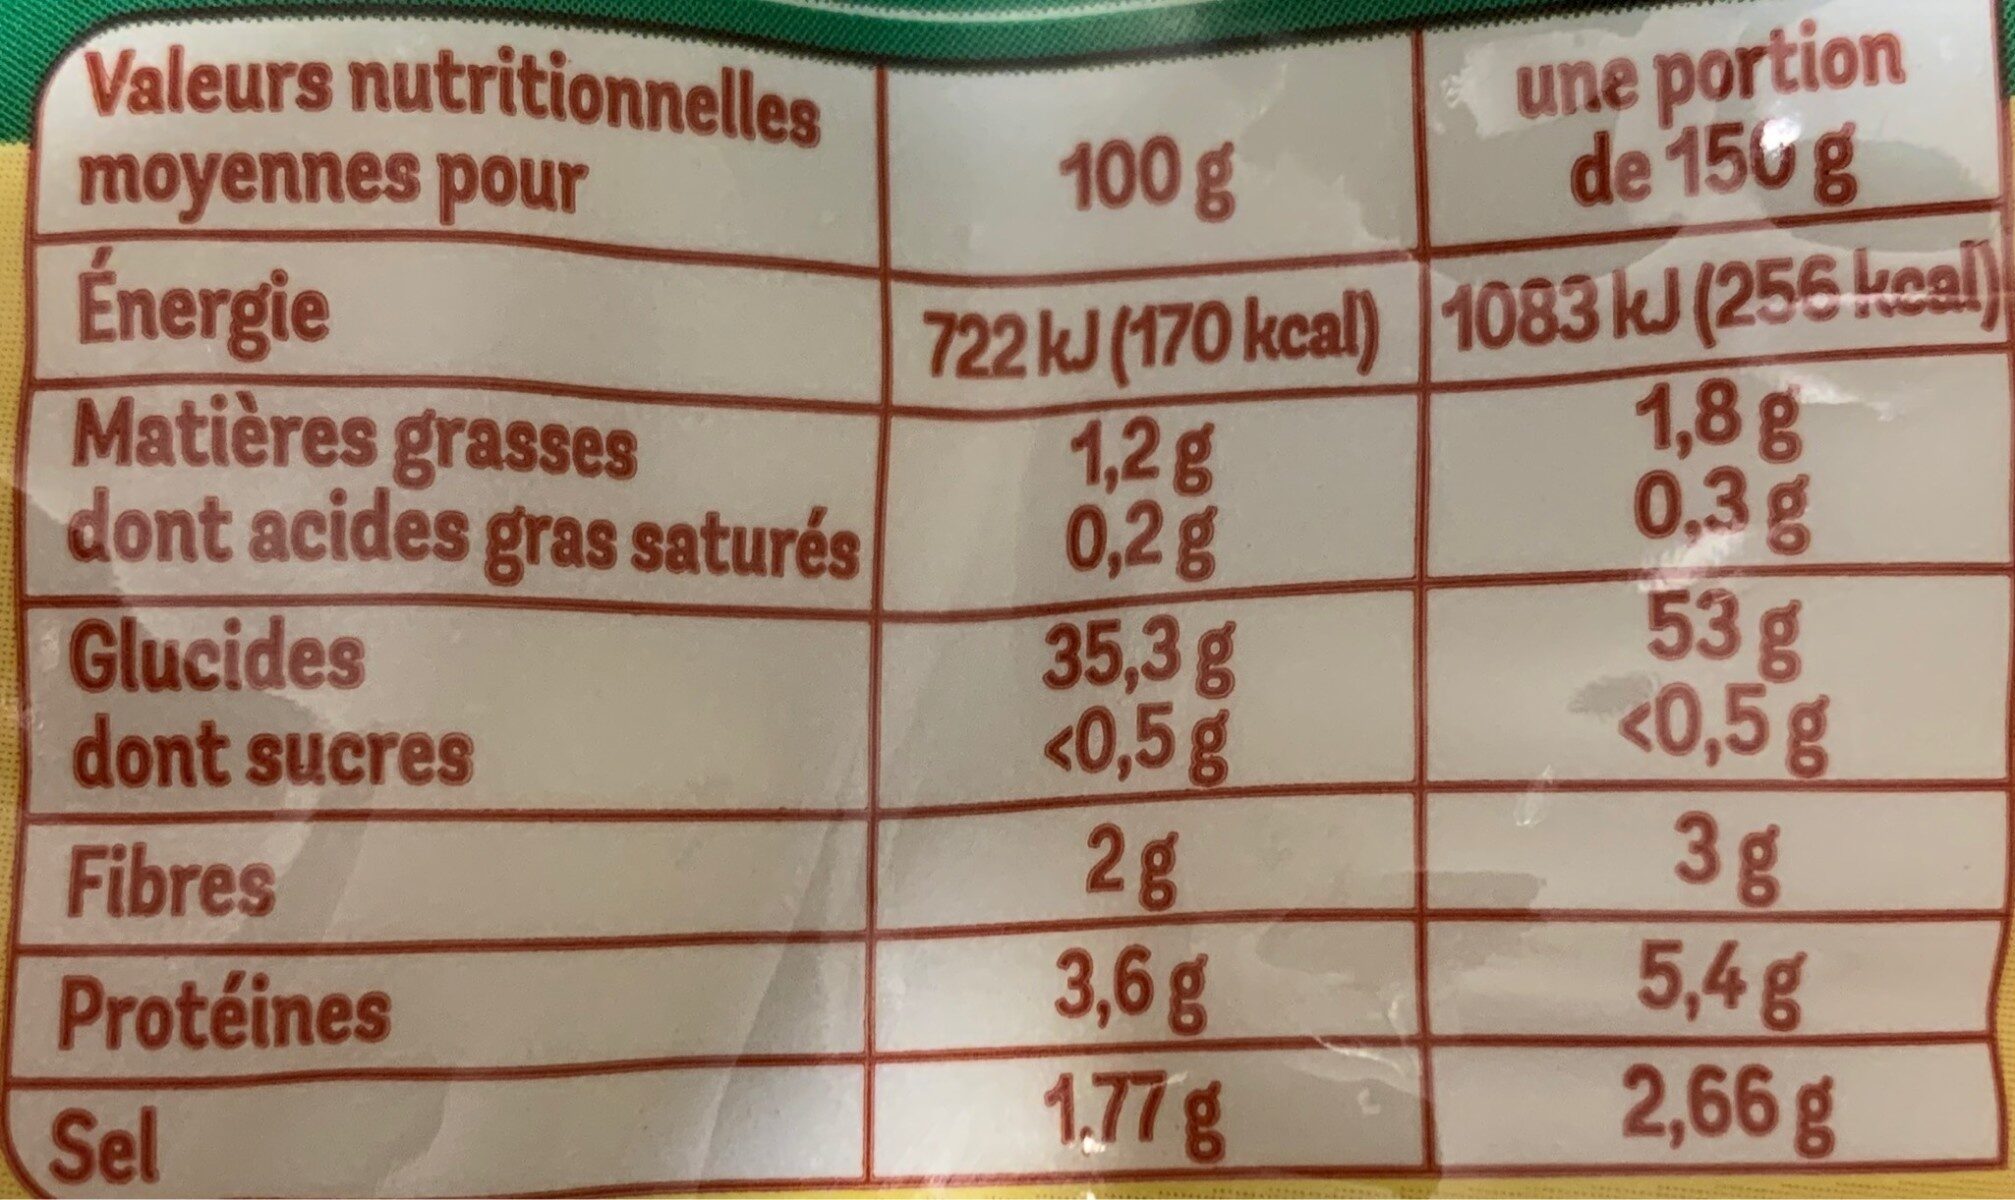 Valeurs nutritionnelles
moyennes pour
100 g
une portion
de 150 g
Énergie
722 kJ (170 kcal)
1083 kJ (256 kcal)
Matières grasses
1,2 g
1,8 g
dont acides gras saturés
0,2 g
0,3 g
Glucides
35,3 g
53 g
dont sucres
<0,5 g
<0,5 g
Fibres
2 g
3 g
Protéines
3,6 g
5,4 g
Sel
1,77 g
2,66 g